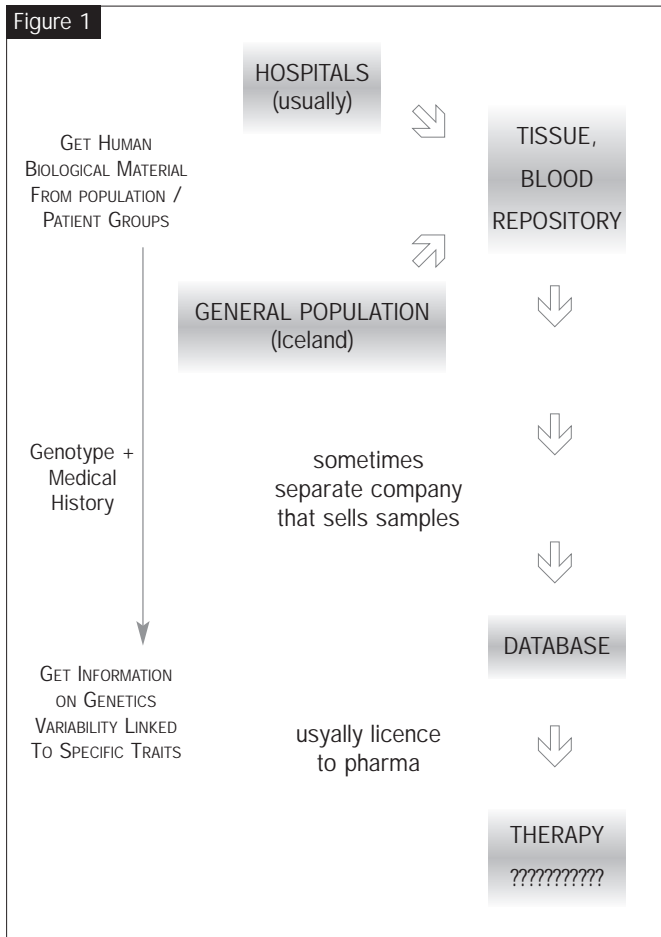 Figure 1
HOSPITALS
(usually)
GET HUMAN
BIOLOGICAL MATERIAL
FROM POPULATION /
PATIENT GROUPS
TISSUE,
BLOOD
REPOSITORY
GENERAL POPULATION
(Iceland)
Genotype +
Medical
History
sometimes
separate company
that sells samples
DATABASE
GET INFORMATION
ON GENETICS
VARIABILITY LINKED
TO SPECIFIC TRAITS
usyally licence
to pharma
THERAPY
???????????